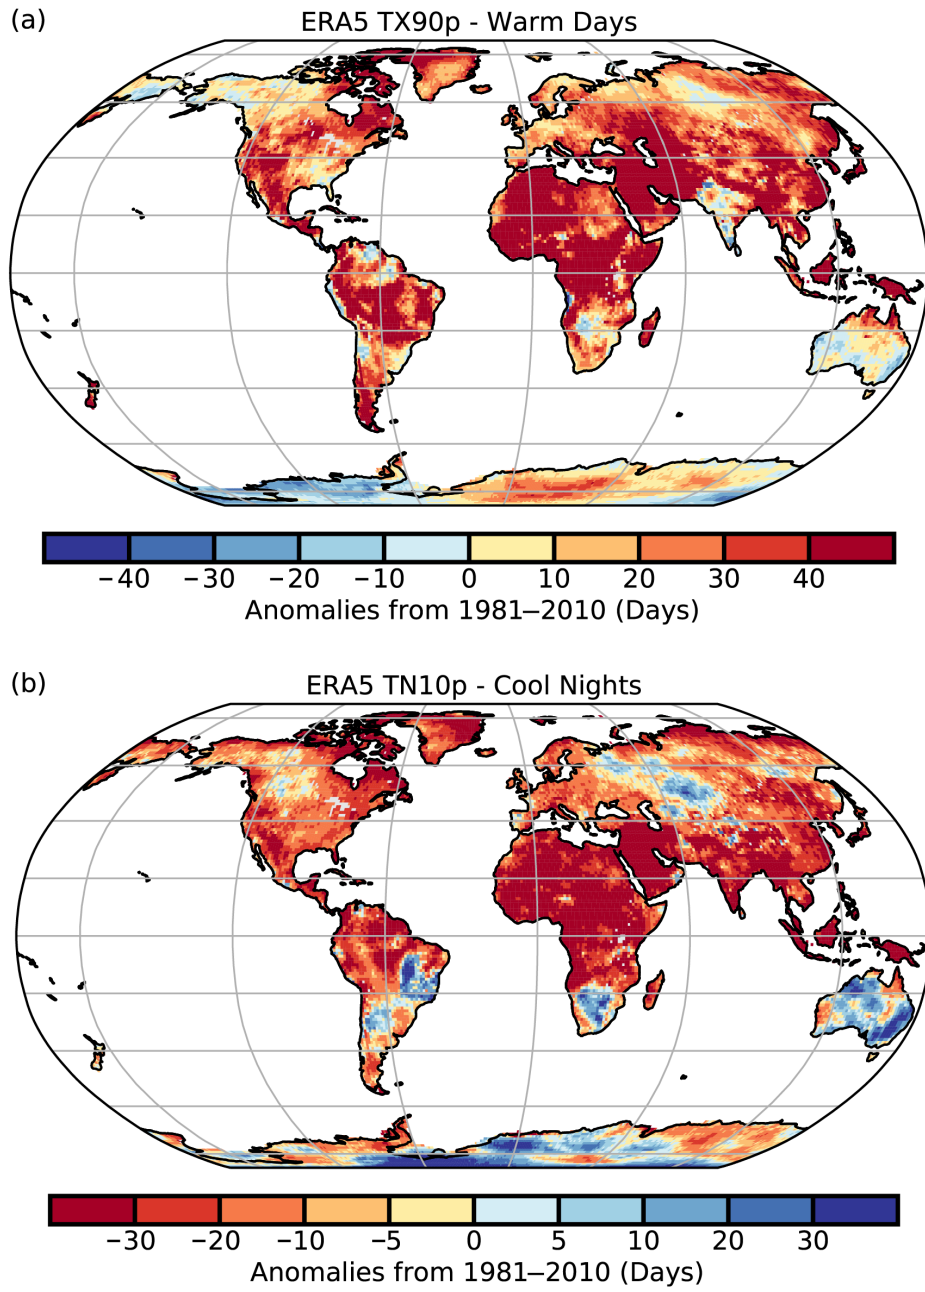 (a)
ERA5 TX90p - Warm Days
−40 −30 −20 −10 0 10 20 30 40
Anomalies from 1981–2010 (Days)
(b)
ERA5 TN10p - Cool Nights
−30 −20 −10 −5 0 5 10 20 30
Anomalies from 1981–2010 (Days)